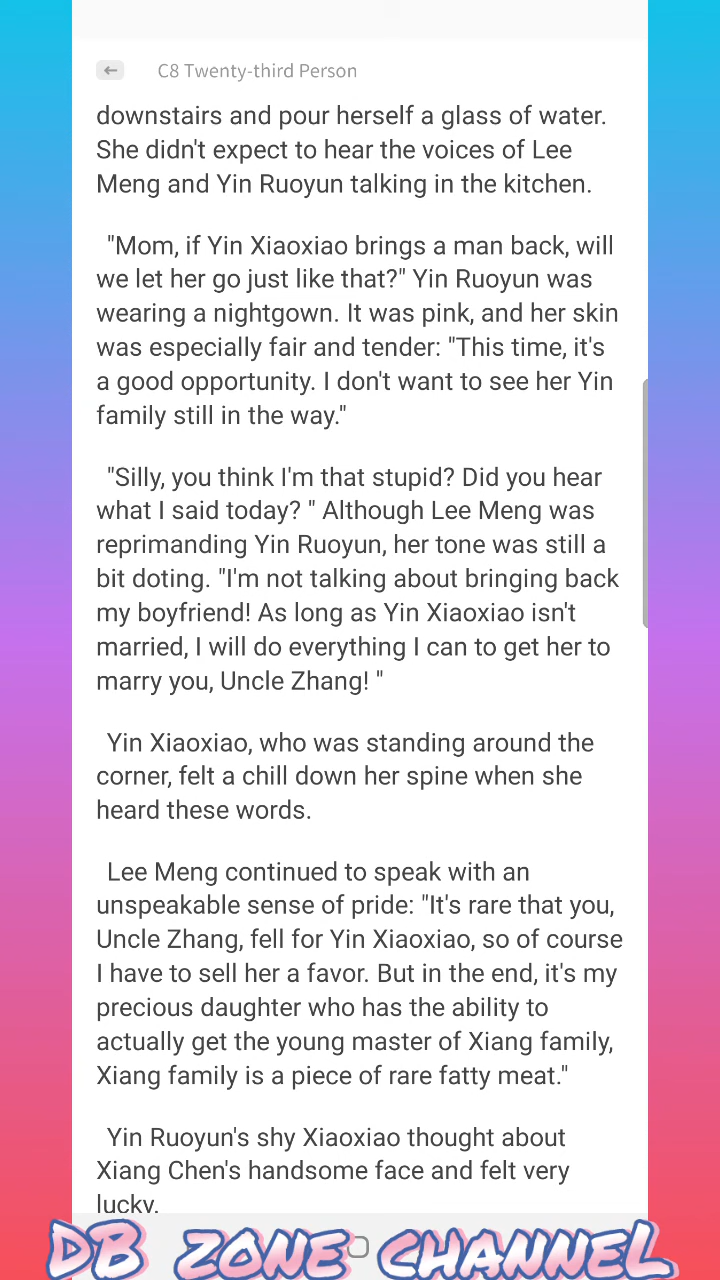 C8 Twenty-third Person
downstairs and pour herself a glass of water.
She didn't expect to hear the voices of Lee
Meng and Yin Ruoyun talking in the kitchen.
"Mom, if Yin Xiaoxiao brings a man back, will
we let her go just like that?" Yin Ruoyun was
wearing a nightgown. It was pink, and her skin
was especially fair and tender: "This time, it's
a good opportunity. I don't want to see her Yin
family still in the way."
"Silly, you think I'm that stupid? Did you hear
what I said today? " Although Lee Meng was
reprimanding Yin Ruoyun, her tone was still a
bit doting. "I'm not talking about bringing back
my boyfriend! As long as Yin Xiaoxiao isn't
married, I will do everything I can to get her to
marry you, Uncle Zhang! "
Yin Xiaoxiao, who was standing around the
corner, felt a chill down her spine when she
heard these words.
Lee Meng continued to speak with an
unspeakable sense of pride: "It's rare that you,
Uncle Zhang, fell for Yin Xiaoxiao, so of course
I have to sell her a favor. But in the end, it's my
precious daughter who has the ability to
actually get the young master of Xiang family,
Xiang family is a piece of rare fatty meat."
Yin Ruoyun's shy Xiaoxiao thought about
Xiang Chen's handsome face and felt very
lucky.
DB ZONE CHANNEL